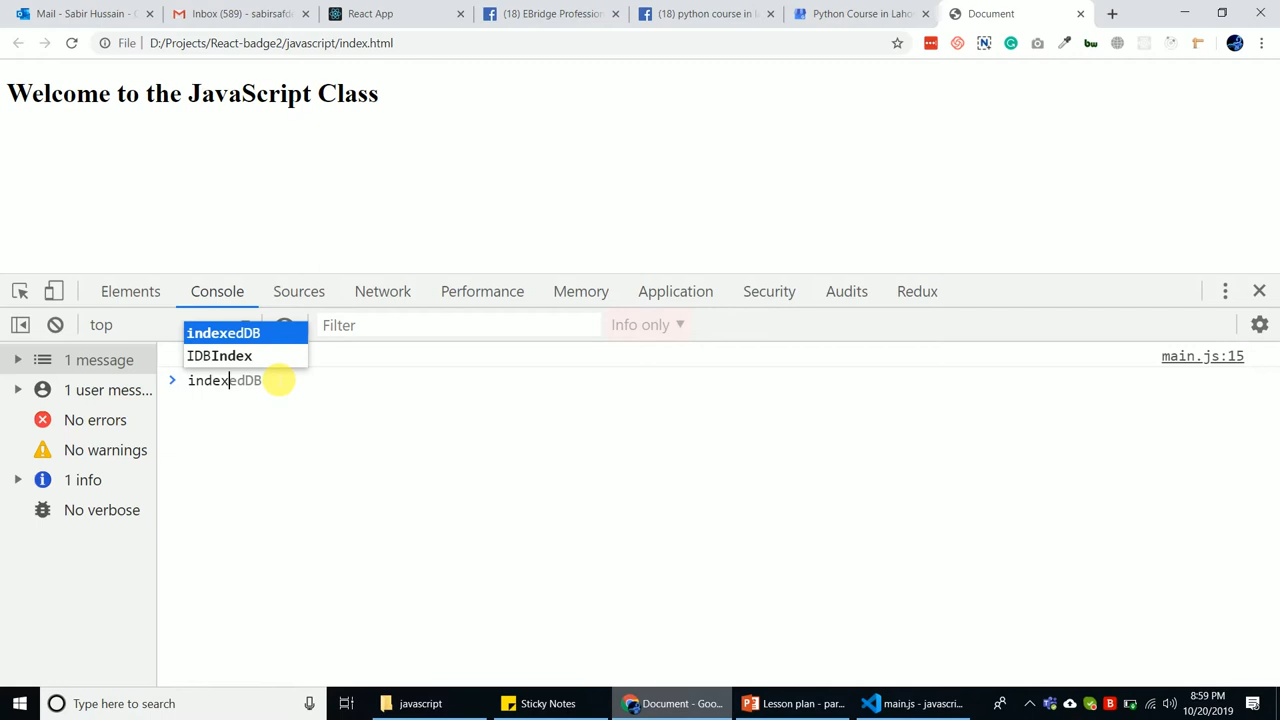 Mail - Sabir Hussain - O
Inbox (589) - sabirsafd
React App
(18) EBridge Profession
(18) python course in la
Python Course in Laho
Document
File D:/Projects/React-badge2/javascript/index.html
Welcome to the JavaScript Class
Elements
Console
Sources
Network
Performance
Memory
Application
Security
Audits
Redux
top
Filter
Info only ▼
indexedDB
IDBIndex
1 message
main.js:15
indexedDB
1 user mess...
No errors
No warnings
1 info
No verbose
Type here to search
javascript
Sticky Notes
Document - Goo...
Lesson plan - par...
main.js - javascri...
8:59 PM
10/20/2019